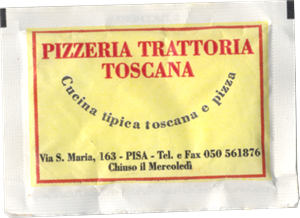 PIZZERIA TRATTORIA
TOSCANA
Cucina tipica toscana e pizza
Via S. Maria, 163 - PISA - Tel. e Fax 050 561876
Chiuso il Mercoledì